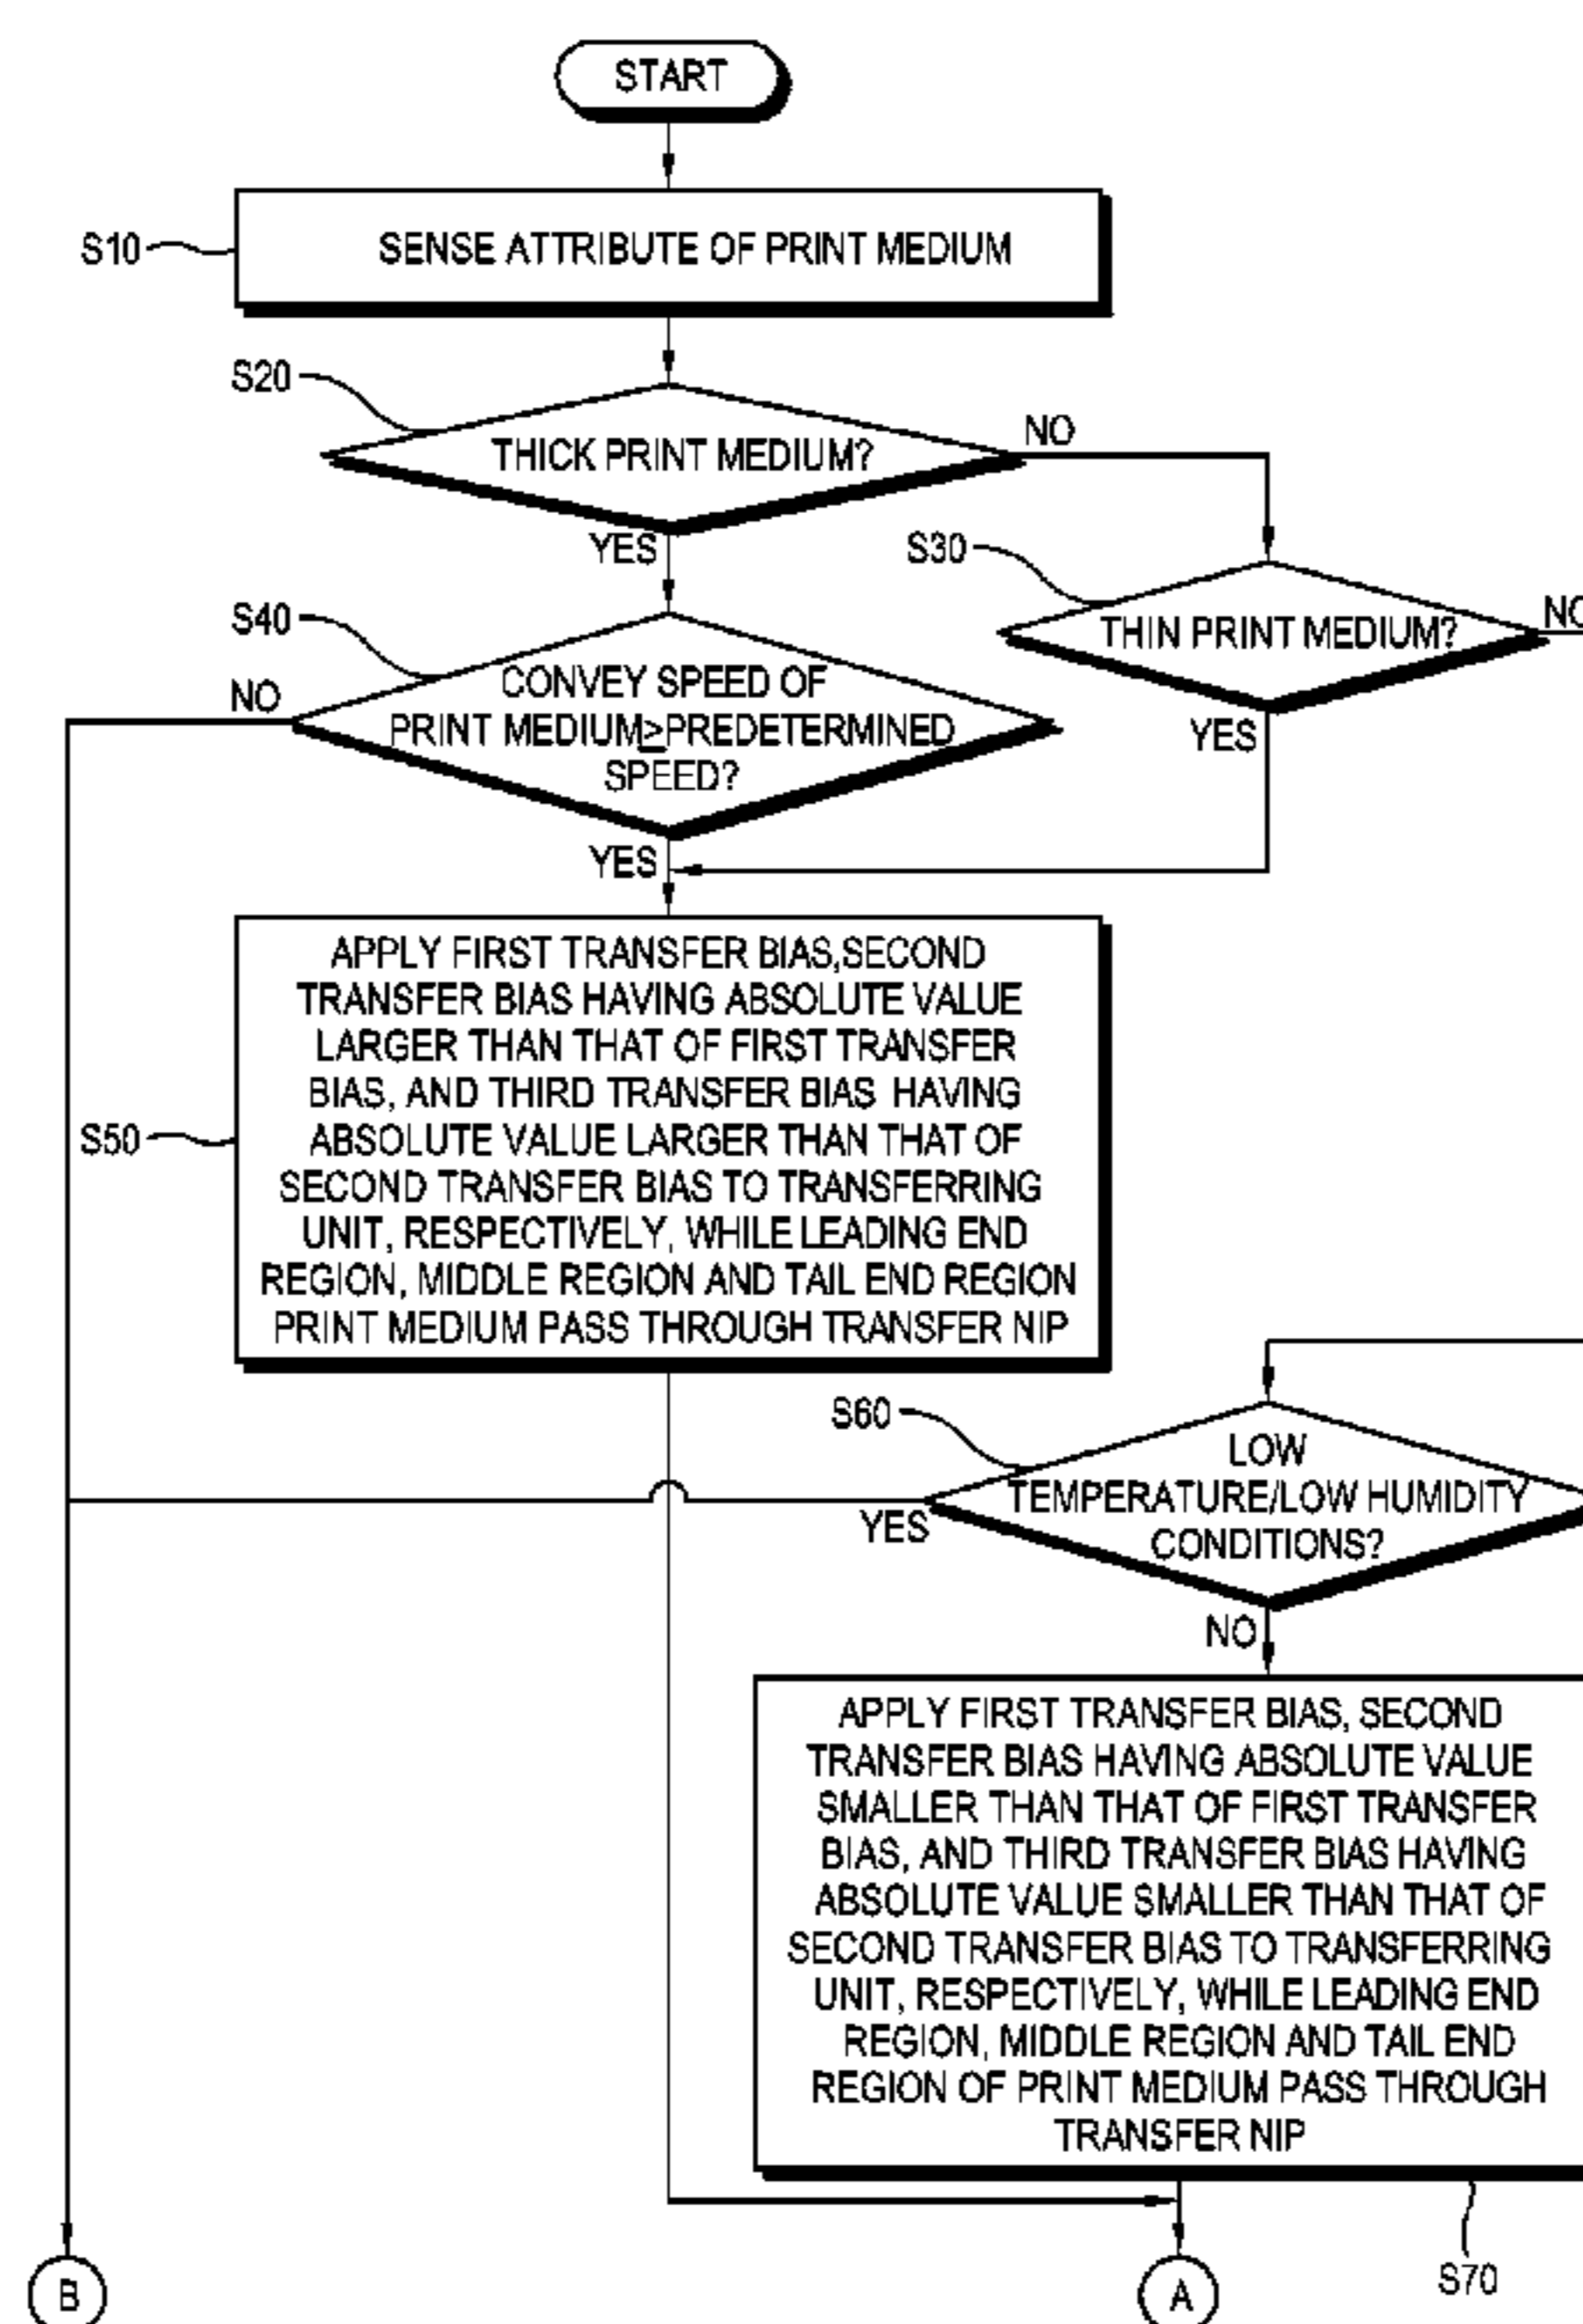 START
S10
SENSE ATTRIBUTE OF PRINT MEDIUM
S20
THICK PRINT MEDIUM?
NO
YES
S30
THIN PRINT MEDIUM?
NO
YES
S40
CONVEY SPEED OF
PRINT MEDIUM≥PREDETERMINED
SPEED?
NO
YES
S50
APPLY FIRST TRANSFER BIAS,SECOND
TRANSFER BIAS HAVING ABSOLUTE VALUE
LARGER THAN THAT OF FIRST TRANSFER
BIAS, AND THIRD TRANSFER BIAS HAVING
ABSOLUTE VALUE LARGER THAN THAT OF
SECOND TRANSFER BIAS TO TRANSFERRING
UNIT, RESPECTIVELY, WHILE LEADING END
REGION, MIDDLE REGION AND TAIL END REGION
PRINT MEDIUM PASS THROUGH TRANSFER NIP
S60
LOW
TEMPERATURE/LOW HUMIDITY
CONDITIONS?
YES
NO
APPLY FIRST TRANSFER BIAS, SECOND
TRANSFER BIAS HAVING ABSOLUTE VALUE
SMALLER THAN THAT OF FIRST TRANSFER
BIAS, AND THIRD TRANSFER BIAS HAVING
ABSOLUTE VALUE SMALLER THAN THAT OF
SECOND TRANSFER BIAS TO TRANSFERRING
UNIT, RESPECTIVELY, WHILE LEADING END
REGION, MIDDLE REGION AND TAIL END
REGION OF PRINT MEDIUM PASS THROUGH
TRANSFER NIP
S70
B
A